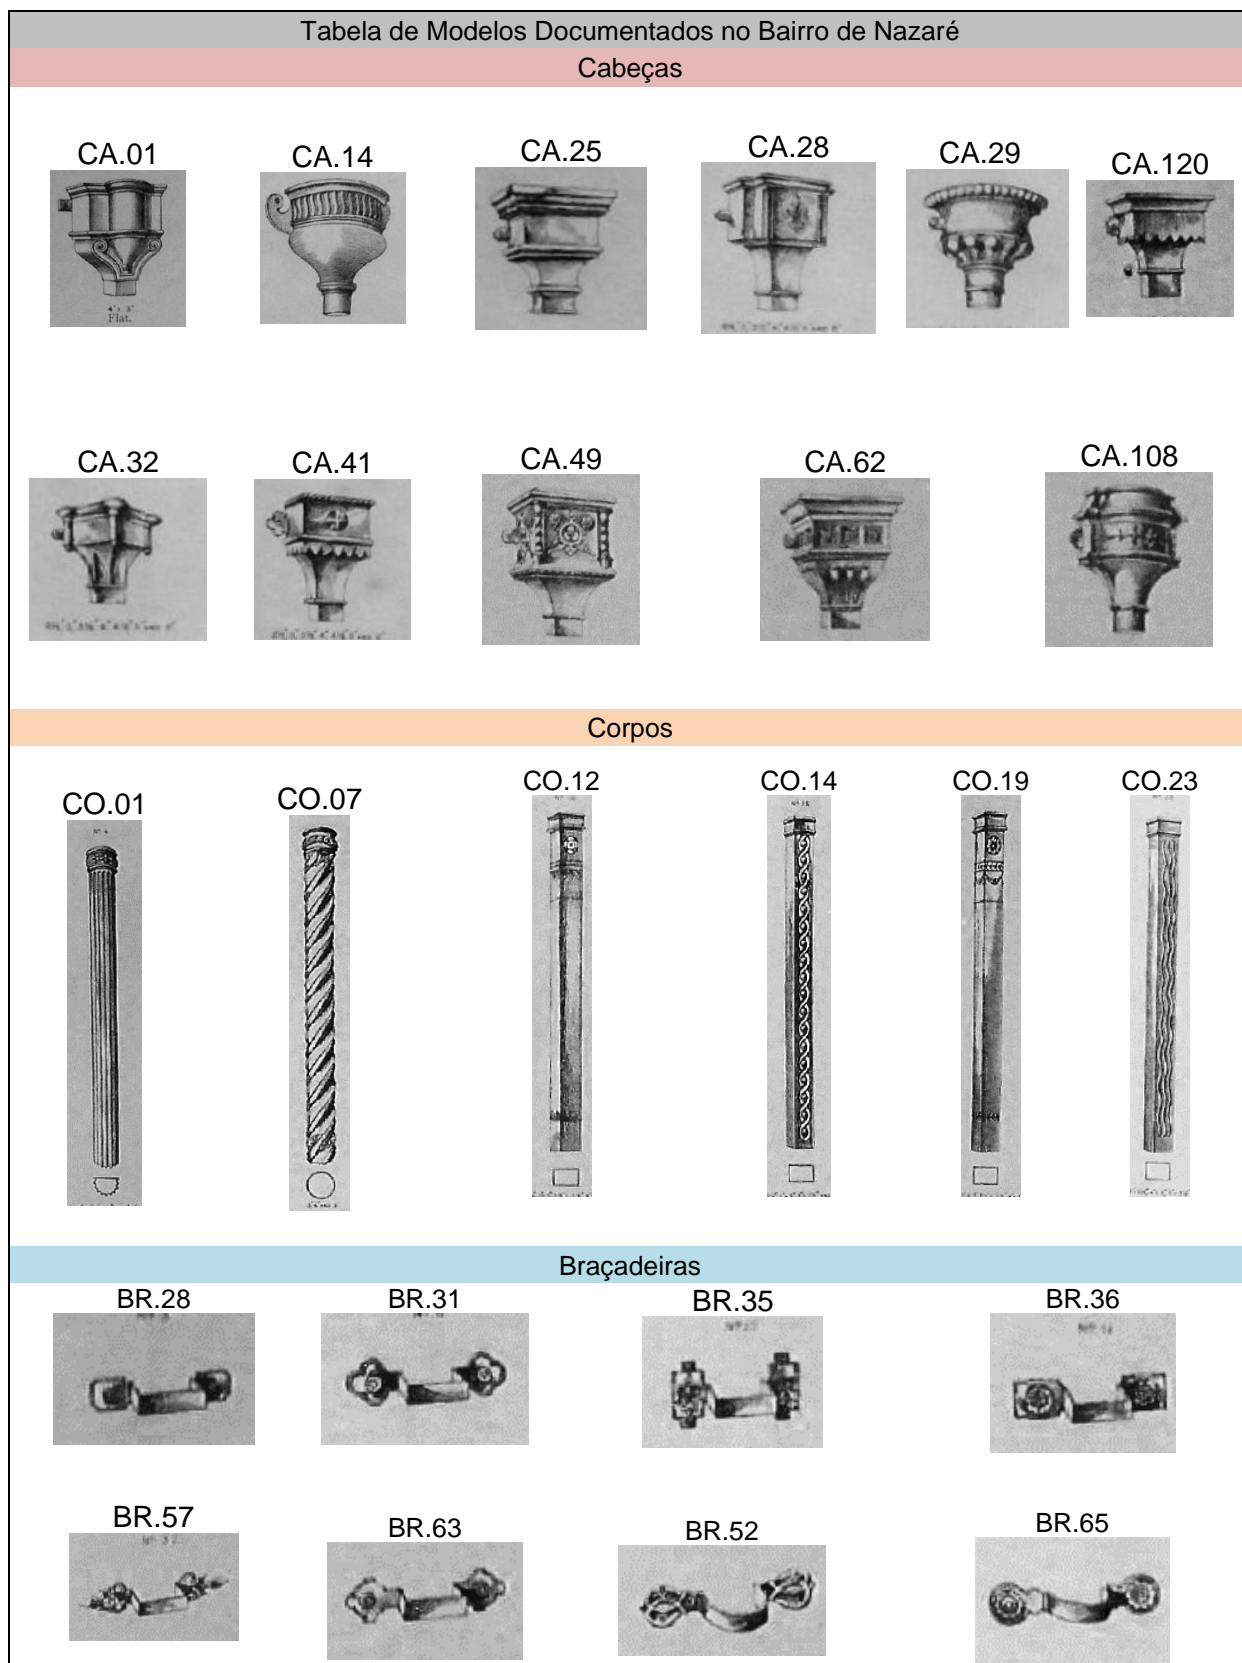 Tabela de Modelos Documentados no Bairro de Nazaré
Cabeças
CA.01 CA.14 CA.25 CA.28 CA.29 CA.120
Flat.
CA.32 CA.41 CA.49 CA.62 CA.108
Corpos
CO.01 CO.07 CO.12 CO.14 CO.19 CO.23
Braçadeiras
BR.28 BR.31 BR.35 BR.36
BR.57 BR.63 BR.52 BR.65